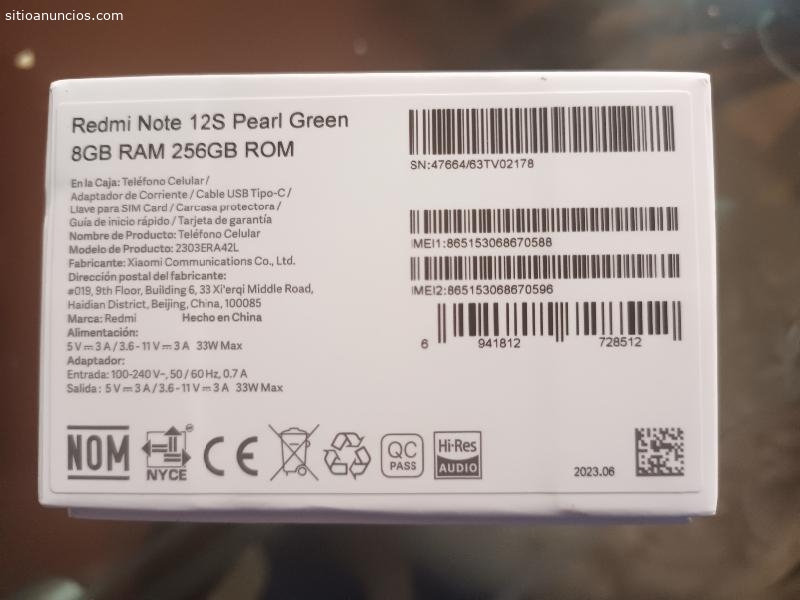 sitioanuncios.com
Redmi Note 12S Pearl Green
8GB RAM 256GB ROM
En la Caja: Teléfono Celular/
Adaptador de Corriente / Cable USB Tipo-C /
Llave para SIM Card / Carcasa protectora /
Guía de inicio rápido / Tarjeta de garantía
Nombre de Producto: Teléfono Celular
Modelo de Producto: 2303ERA42L
Fabricante: Xiaomi Communications Co., Ltd.
Dirección postal del fabricante:
#019, 9th Floor, Building 6, 33 Xi'erqi Middle Road,
Haidian District, Beijing, China, 100085
Marca: Redmi Hecho en China
Alimentación:
5 V⎓3 A / 3.6-11 V⎓3 A 33W Max
Adaptador:
Entrada: 100-240 V~, 50 / 60 Hz, 0.7 A
Salida: 5 V⎓3 A / 3.6-11 V⎓3 A 33W Max
SN:47664/63TV02178
IMEI1:865153068670588
IMEI2:865153068670596
6 941812 728512
NOM
NYCE
CE
QC
PASS
Hi-Res
AUDIO
2023.06